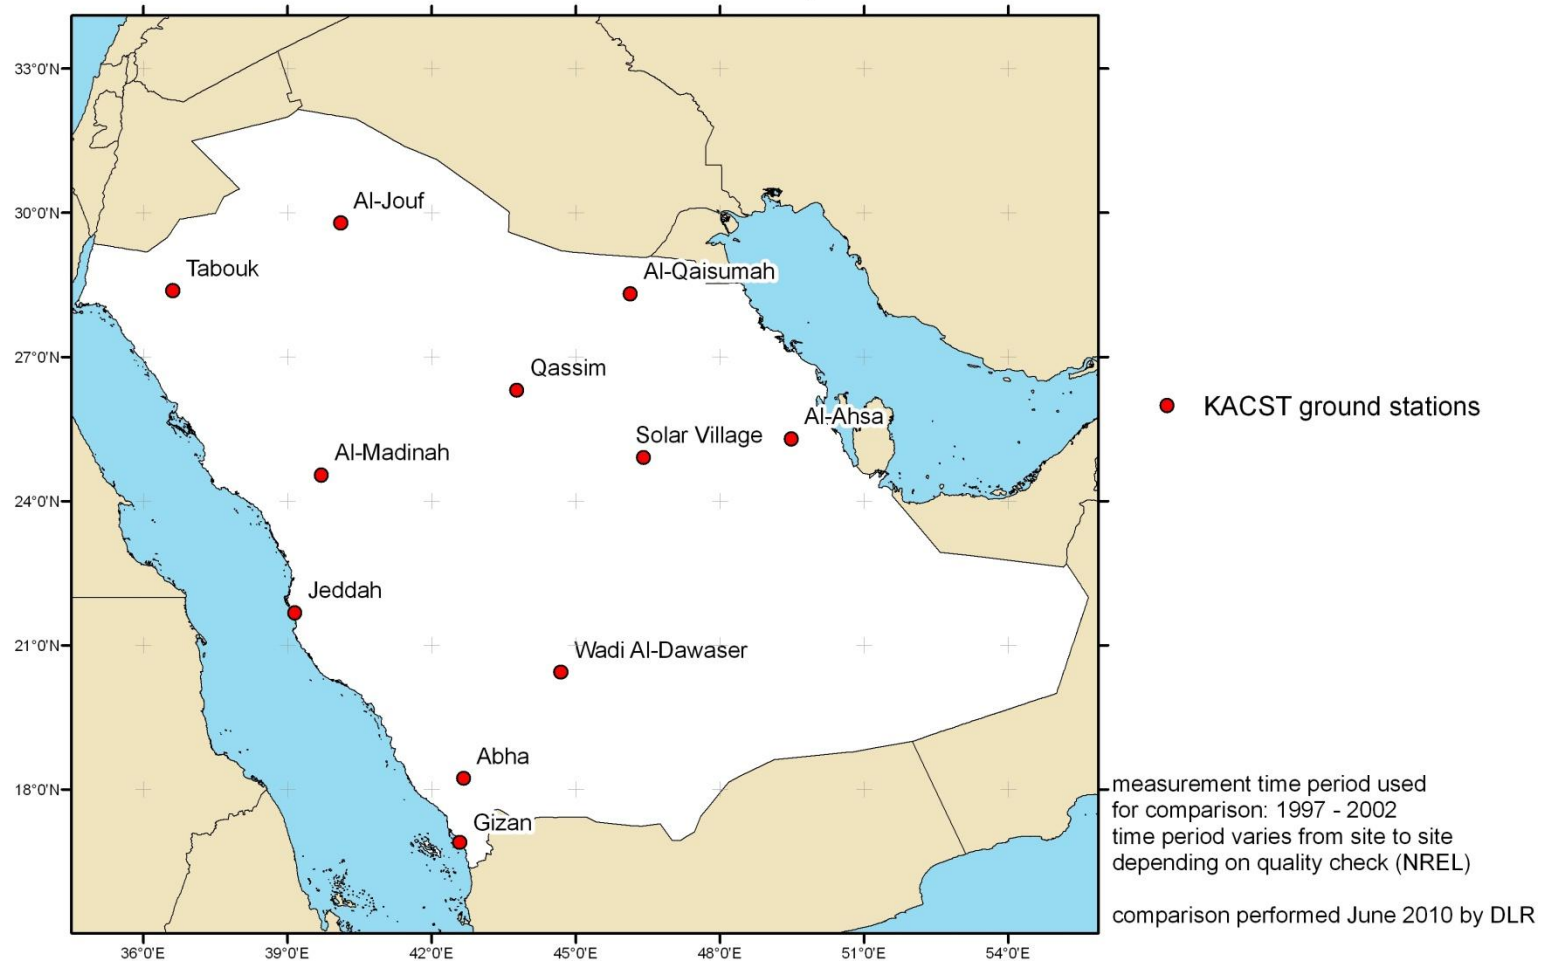 33°0'N
30°0'N
27°0'N
24°0'N
21°0'N
18°0'N
Al-Jouf
Tabouk
Al-Qaisumah
Qassim
Al-Ahsa
Solar Village
Al-Madinah
Jeddah
Wadi Al-Dawaser
Abha
Gizan
36°0'E
39°0'E
42°0'E
45°0'E
48°0'E
51°0'E
54°0'E
KACST ground stations
measurement time period used
for comparison: 1997 - 2002
time period varies from site to site
depending on quality check (NREL)
comparison performed June 2010 by DLR